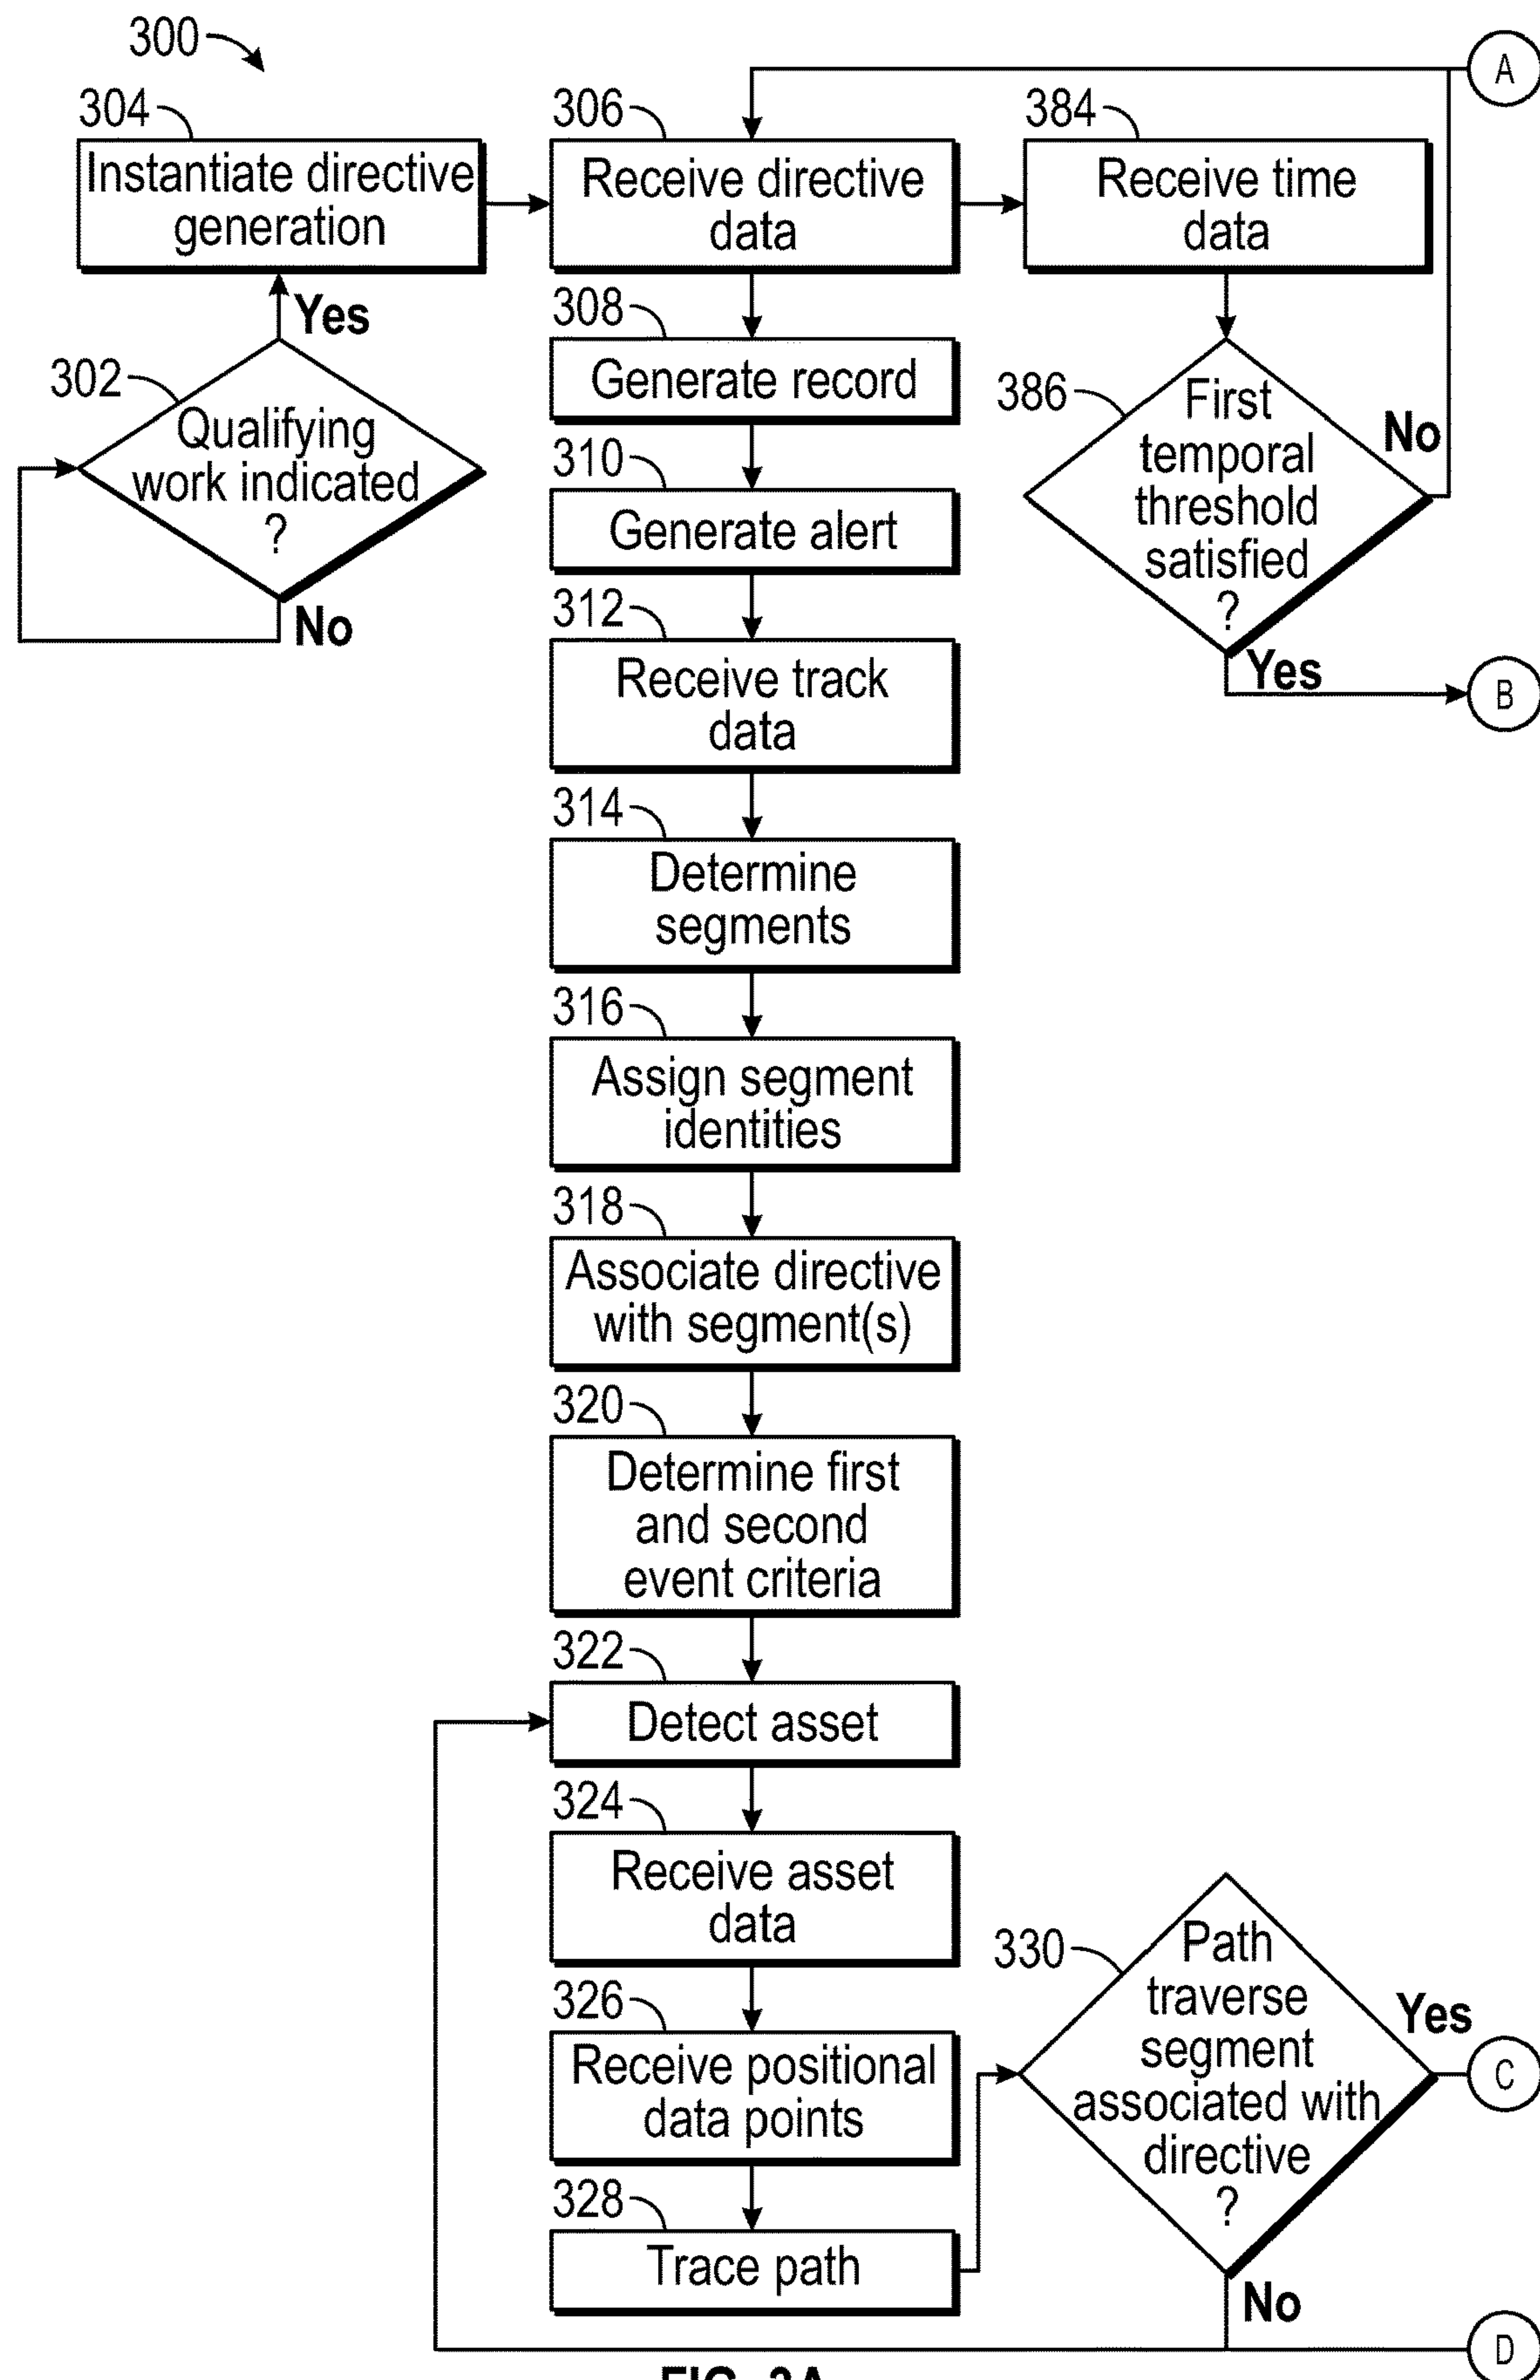 300
304
Instantiate directive
generation
Yes
302
Qualifying
work indicated
?
No
306
Receive directive
data
308
Generate record
310
Generate alert
312
Receive track
data
314
Determine
segments
316
Assign segment
identities
318
Associate directive
with segment(s)
320
Determine first
and second
event criteria
322
Detect asset
324
Receive asset
data
326
Receive positional
data points
328
Trace path
384
Receive time
data
386
First
temporal
threshold
satisfied
?
No
Yes
A
B
330
Path
traverse
segment
associated with
directive
?
Yes
C
No
D
FIG. 3A